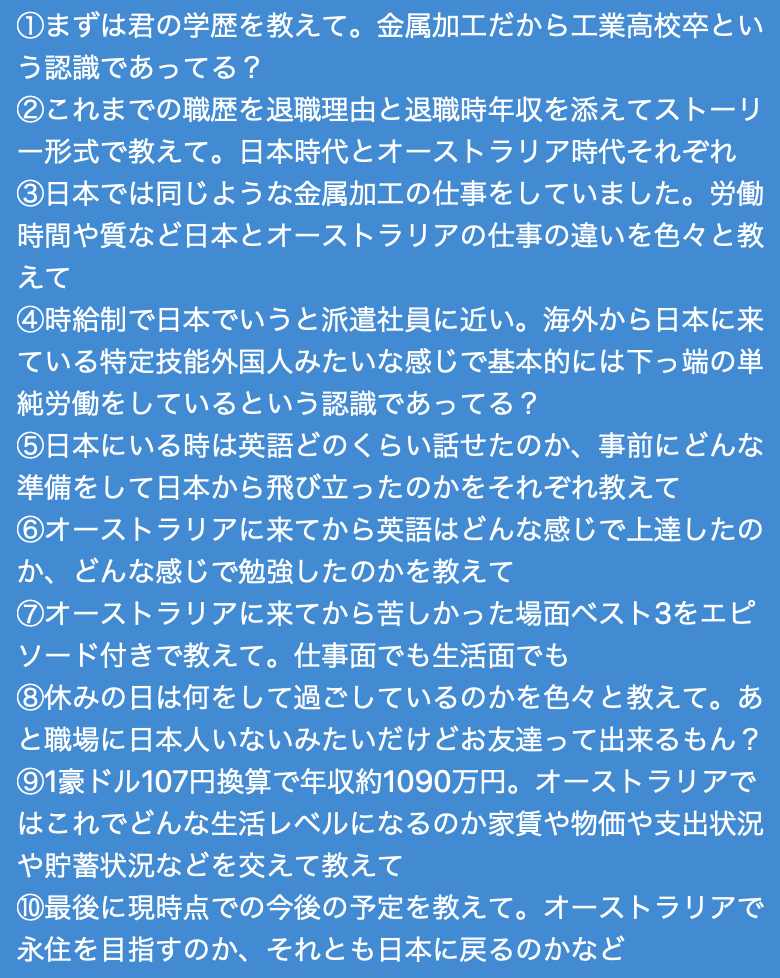 ①まずは君の学歴を教えて。金属加工だから工業高校卒とい
う認識であってる？
②これまでの職歴を退職理由と退職時年収を添えてストーリ
ー形式で教えて。日本時代とオーストラリア時代それぞれ
③日本では同じような金属加工の仕事をしていました。労働
時間や質など日本とオーストラリアの仕事の違いを色々と教
えて
④時給制で日本でいうと派遣社員に近い。海外から日本に来
ている特定技能外国人みたいな感じで基本的には下っ端の単
純労働をしているという認識であってる？
⑤日本にいる時は英語どのくらい話せたのか、事前にどんな
準備をして日本から飛び立ったのかをそれぞれ教えて
⑥オーストラリアに来てから英語はどんな感じで上達したの
か、どんな感じで勉強したのかを教えて
⑦オーストラリアに来てから苦しかった場面ベスト3をエピ
ソード付きで教えて。仕事面でも生活面でも
⑧休みの日は何をして過ごしているのかを色々と教えて。あ
と職場に日本人いないみたいだけどお友達って出来るもん？
⑨1豪ドル107円換算で年収約1090万円。オーストラリアで
はこれでどんな生活レベルになるのか家賃や物価や支出状況
や貯蓄状況などを交えて教えて
⑩最後に現時点での今後の予定を教えて。オーストラリアで
永住を目指すのか、それとも日本に戻るのかなど